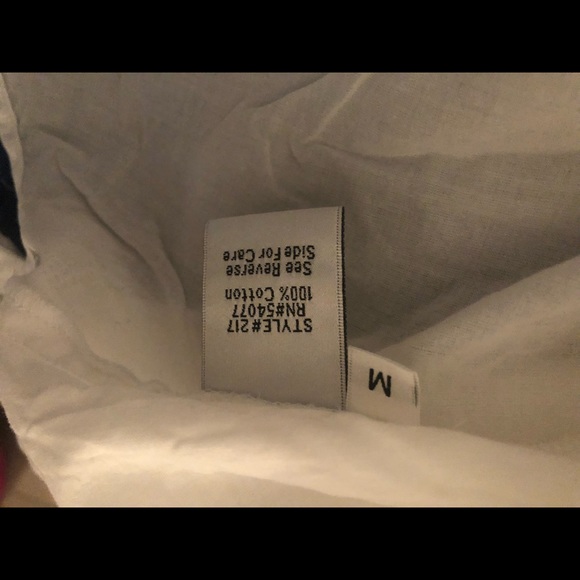 STYLE#217
RN#54077
100% Cotton
See Reverse
Side For Care
M